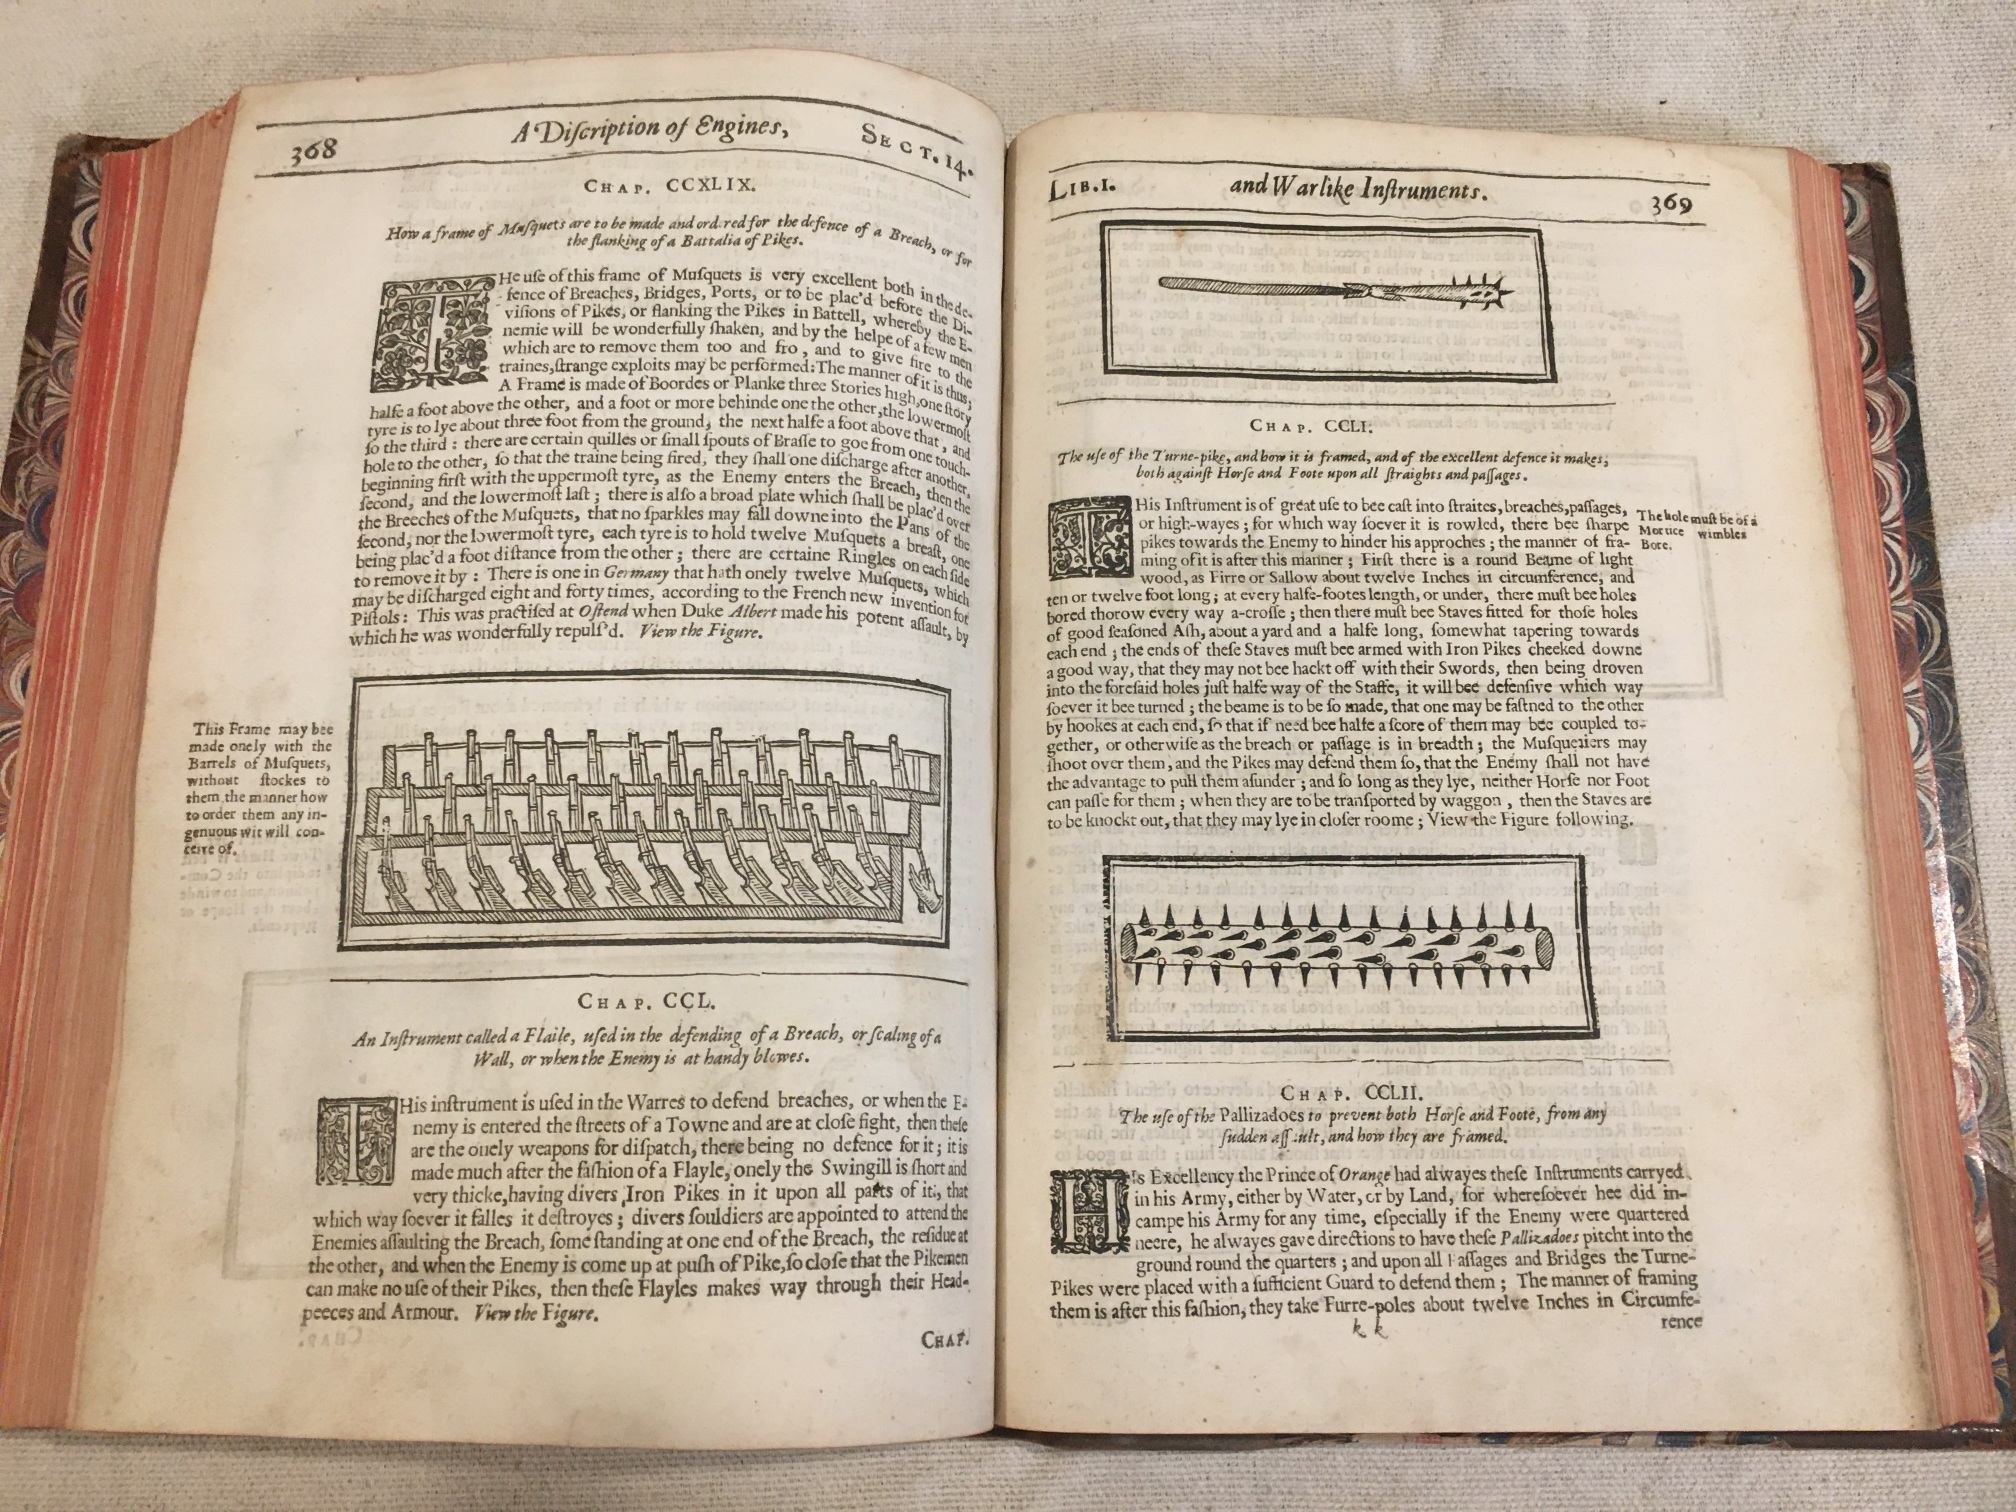 368 A Diſcription of Engines, SECT. 14.
CHAP. CCXLIX.
How a frame of Muſquets are to be made and ord.red for the defence of a Breach, or for
the flanking of a Battalia of Pikes.
THe uſe of this frame of Muſquets is very excellent both in the de-
fence of Breaches, Bridges, Ports, or to be plac'd before the Di-
viſions of Pikes, or flanking the Pikes in Battell, whereby the E-
nemie will be wonderfully ſhaken, and by the helpe of a few men
which are to remove them too and fro, and to give fire to the
traines, ſtrange exploits may be performed: The manner of it is thus;
A Frame is made of Boordes or Planke three Stories high, one ſtory
halfe a foot above the other, and a foot or more behinde one the other, the lowermoſt
tyre is to lye about three foot from the ground, the next halfe a foot above that, and
ſo the third: there are certain quilles or ſmall ſpouts of Braſſe to goe from one touch-
hole to the other, ſo that the traine being fired, they ſhall one diſcharge after another,
beginning firſt with the uppermoſt tyre, as the Enemy enters the Breach, then the
ſecond, and the lowermoſt laſt; there is alſo a broad plate which ſhall be plac'd over
the Breeches of the Muſquets, that no ſparkles may fall downe into the Pans of the
ſecond, nor the lowermoſt tyre, each tyre is to hold twelve Muſquets a breaſt, one
being plac'd a foot diſtance from the other; there are certaine Ringles on each ſide
to remove it by: There is one in Germany that hath onely twelve Muſquets, which
may be diſcharged eight and forty times, according to the French new invention for
Piſtols: This was practiſed at Oſtend when Duke Albert made his potent aſſault, by
which he was wonderfully repulſ'd. View the Figure.
This Frame may bee
made onely with the
Barrels of Muſquets,
without ſtockes to
them, the manner how
to order them any in-
genuous wit will con-
ceive of.
CHAP. CCL.
An Inſtrument called a Flaile, uſed in the defending of a Breach, or ſcaling of a
Wall, or when the Enemy is at handy blowes.
THis inſtrument is uſed in the Warres to defend breaches, or when the E-
nemy is entered the ſtreets of a Towne and are at cloſe fight, then theſe
are the onely weapons for diſpatch, there being no defence for it; it is
made much after the faſhion of a Flayle, onely the Swingill is ſhort and
very thicke, having divers Iron Pikes in it upon all parts of it, that
which way ſoever it falles it deſtroyes; divers ſouldiers are appointed to attend the
Enemies aſſaulting the Breach, ſome ſtanding at one end of the Breach, the reſidue at
the other, and when the Enemy is come up at puſh of Pike, ſo cloſe that the Pikemen
can make no uſe of their Pikes, then theſe Flayles makes way through their Head-
peeces and Armour. View the Figure.
CHAP.
LIB. I. and Warlike Inſtruments. 369
CHAP. CCLI.
The uſe of the Turne-pike, and how it is framed, and of the excellent defence it makes,
both againſt Horſe and Foote upon all ſtraights and paſſages.
THis Inſtrument is of great uſe to bee caſt into ſtraites, breaches, paſſages,
or high-wayes; for which way ſoever it is rowled, there bee ſharpe
pikes towards the Enemy to hinder his approches; the manner of fra-
ming of it is after this manner; Firſt there is a round Beame of light
wood, as Firre or Sallow about twelve Inches in circumference, and
ten or twelve foot long; at every halfe-footes length, or under, there muſt bee holes
bored thorow every way a-croſſe; then there muſt bee Staves fitted for thoſe holes
of good ſeaſoned Aſh, about a yard and a halfe long, ſomewhat tapering towards
each end; the ends of theſe Staves muſt bee armed with Iron Pikes cheeked downe
a good way, that they may not bee hackt off with their Swords, then being droven
into the foreſaid holes juſt halfe way of the Staffe, it will bee defenſive which way
ſoever it bee turned; the beame is to be ſo made, that one may be faſtned to the other
by hookes at each end, ſo that if need bee halfe a ſcore of them may bee coupled to-
gether, or otherwiſe as the breach or paſſage is in breadth; the Muſquetiers may
ſhoot over them, and the Pikes may defend them ſo, that the Enemy ſhall not have
the advantage to pull them aſunder; and ſo long as they lye, neither Horſe nor Foot
can paſſe for them; when they are to be tranſported by waggon, then the Staves are
to be knockt out, that they may lye in cloſer roome; View the Figure following.
The hole muſt be of a
Mortice wimbles
Bore.
CHAP. CCLII.
The uſe of the Pallizadoes to prevent both Horſe and Foote, from any
ſudden aſſault, and how they are framed.
HIs Excellency the Prince of Orange had alwayes theſe Inſtruments carryed
in his Army, either by Water, or by Land, for whereſoever hee did in-
campe his Army for any time, eſpecially if the Enemy were quartered
neere, he alwayes gave directions to have theſe Pallizadoes pitcht into the
ground round the quarters; and upon all Paſſages and Bridges the Turne-
Pikes were placed with a ſufficient Guard to defend them; The manner of framing
them is after this faſhion, they take Furre-poles about twelve Inches in Circumfe-
k k rence